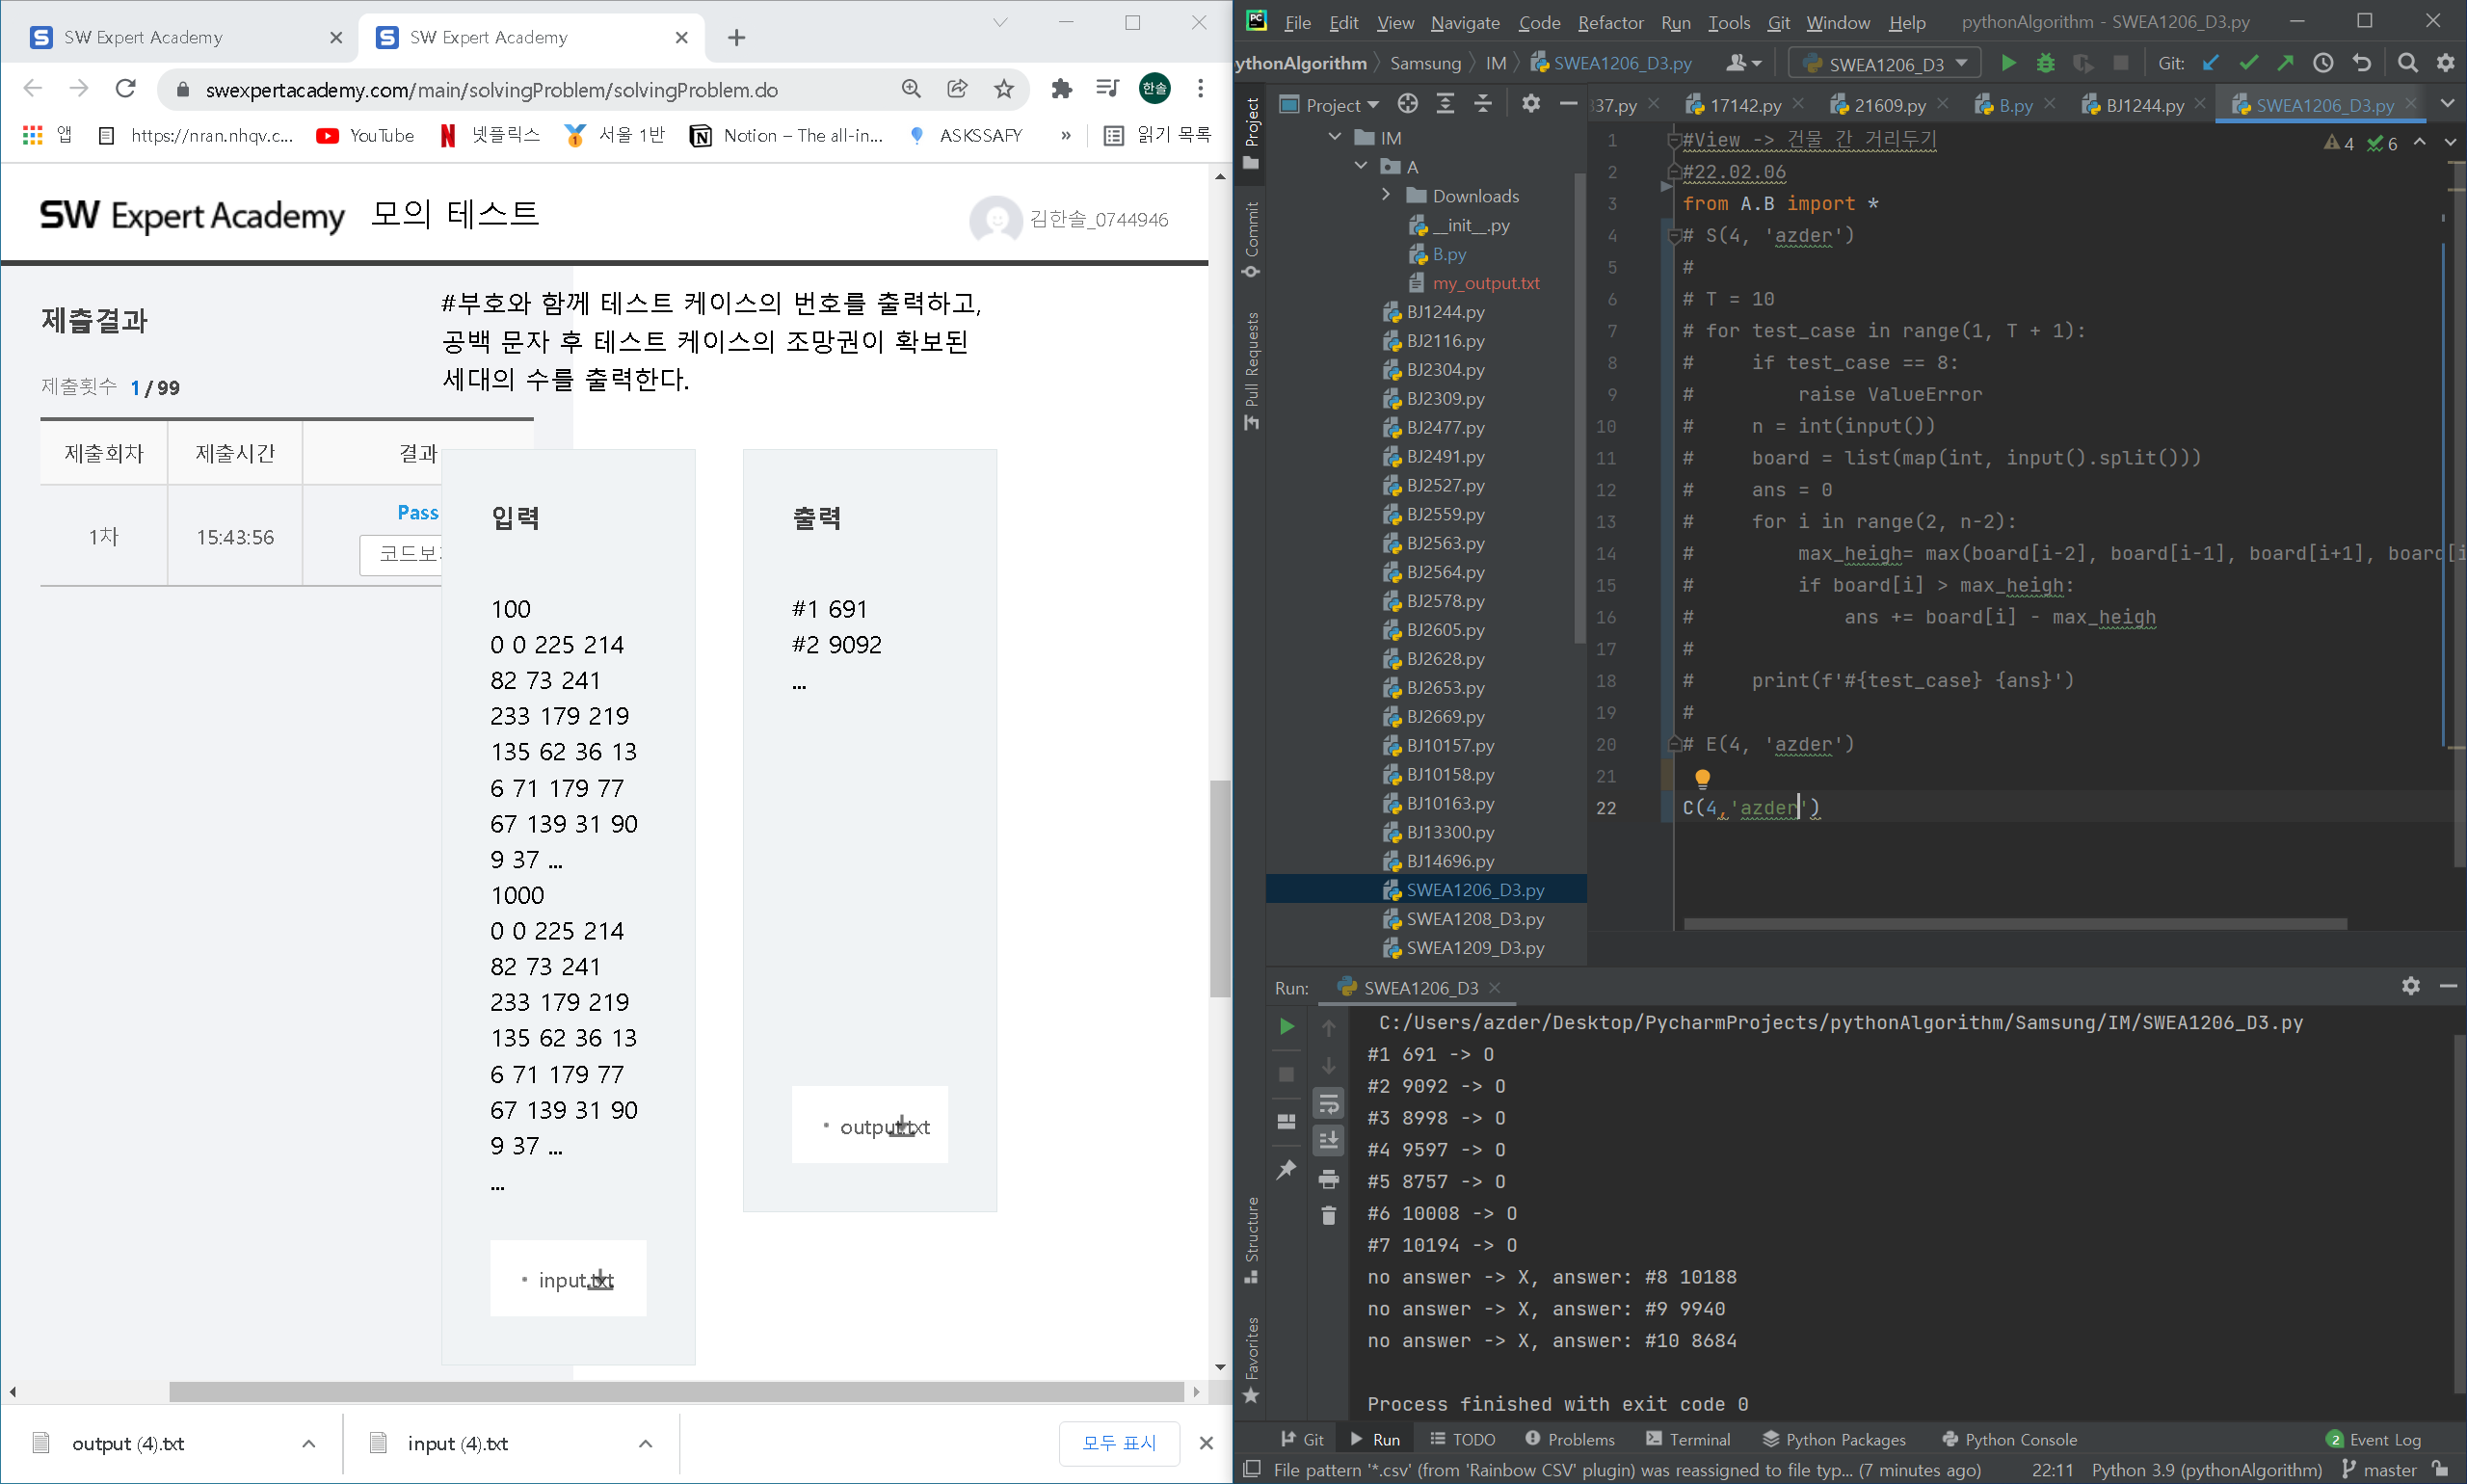 SW Expert Academy
SW Expert Academy
swexpertacademy.com/main/solvingProblem/solvingProblem.do
한솔
앱
https://nran.nhqv.c...
YouTube
넷플릭스
서울 1반
Notion – The all-in...
ASKSSAFY
»
읽기 목록
SW Expert Academy 모의 테스트
김한솔_0744946
제출결과
제출횟수 1 / 99
제출회차 제출시간 결과
1차 15:43:56 Pass
코드보
#부호와 함께 테스트 케이스의 번호를 출력하고,
공백 문자 후 테스트 케이스의 조망권이 확보된
세대의 수를 출력한다.
입력
100
0 0 225 214
82 73 241
233 179 219
135 62 36 13
6 71 179 77
67 139 31 90
9 37 ...
1000
0 0 225 214
82 73 241
233 179 219
135 62 36 13
6 71 179 77
67 139 31 90
9 37 ...
...
input.txt
출력
#1 691
#2 9092
...
output.txt
output (4).txt
input (4).txt
모두 표시
File Edit View Navigate Code Refactor Run Tools Git Window Help pythonAlgorithm - SWEA1206_D3.py
ythonAlgorithm Samsung IM SWEA1206_D3.py
SWEA1206_D3
Git:
Project
Commit
Pull Requests
Structure
Favorites
Project
337.py 17142.py 21609.py B.py BJ1244.py SWEA1206_D3.py
IM
A
Downloads
__init__.py
B.py
my_output.txt
BJ1244.py
BJ2116.py
BJ2304.py
BJ2309.py
BJ2477.py
BJ2491.py
BJ2527.py
BJ2559.py
BJ2563.py
BJ2564.py
BJ2578.py
BJ2605.py
BJ2628.py
BJ2653.py
BJ2669.py
BJ10157.py
BJ10158.py
BJ10163.py
BJ13300.py
BJ14696.py
SWEA1206_D3.py
SWEA1208_D3.py
SWEA1209_D3.py
4 6
1 #View -> 건물 간 거리두기
2 #22.02.06
3 from A.B import *
4 # S(4, 'azder')
5 #
6 # T = 10
7 # for test_case in range(1, T + 1):
8 #     if test_case == 8:
9 #         raise ValueError
10 #     n = int(input())
11 #     board = list(map(int, input().split()))
12 #     ans = 0
13 #     for i in range(2, n-2):
14 #         max_heigh= max(board[i-2], board[i-1], board[i+1], board[i
15 #         if board[i] > max_heigh:
16 #             ans += board[i] - max_heigh
17 #
18 #     print(f'#{test_case} {ans}')
19 #
20 # E(4, 'azder')
21
22 C(4,'azder')
Run: SWEA1206_D3
C:/Users/azder/Desktop/PycharmProjects/pythonAlgorithm/Samsung/IM/SWEA1206_D3.py
#1 691 -> O
#2 9092 -> O
#3 8998 -> O
#4 9597 -> O
#5 8757 -> O
#6 10008 -> O
#7 10194 -> O
no answer -> X, answer: #8 10188
no answer -> X, answer: #9 9940
no answer -> X, answer: #10 8684
Process finished with exit code 0
Git Run TODO Problems Terminal Python Packages Python Console 2 Event Log
File pattern '*.csv' (from 'Rainbow CSV' plugin) was reassigned to file typ... (7 minutes ago) 22:11 Python 3.9 (pythonAlgorithm) master